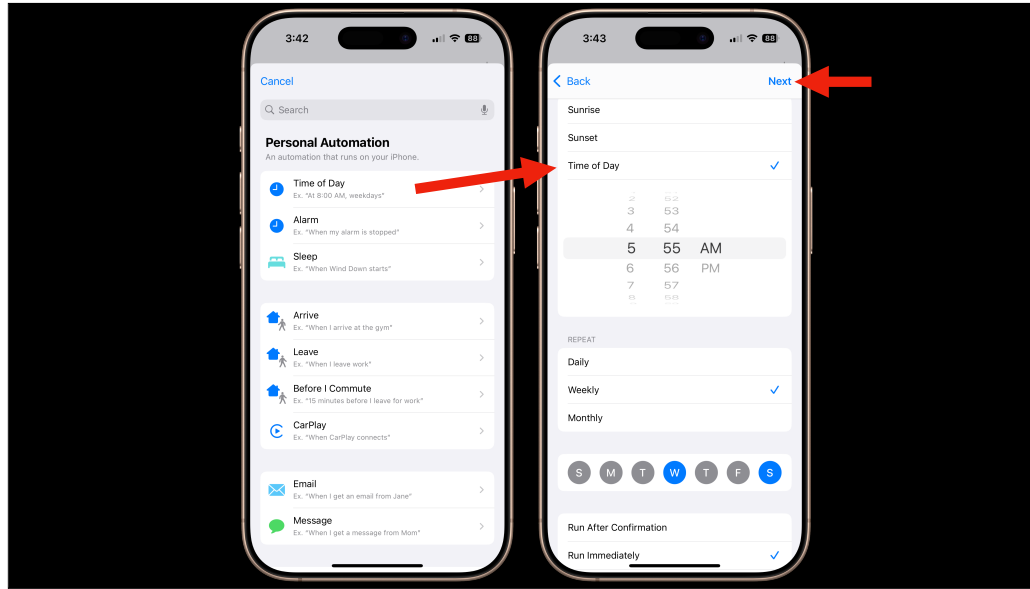 3:42
88
Cancel
Search
Personal Automation
An automation that runs on your iPhone.
Time of Day
Ex. "At 8:00 AM, weekdays"
Alarm
Ex. "When my alarm is stopped"
Sleep
Ex. "When Wind Down starts"
Arrive
Ex. "When I arrive at the gym"
Leave
Ex. "When I leave work"
Before I Commute
Ex. "15 minutes before I leave for work"
CarPlay
Ex. "When CarPlay connects"
Email
Ex. "When I get an email from Jane"
Message
Ex. "When I get a message from Mom"
3:43
88
Back Next
Sunrise
Sunset
Time of Day
2 52
3 53
4 54
5 55 AM
6 56 PM
7 57
8 58
REPEAT
Daily
Weekly
Monthly
S M T W T F S
Run After Confirmation
Run Immediately